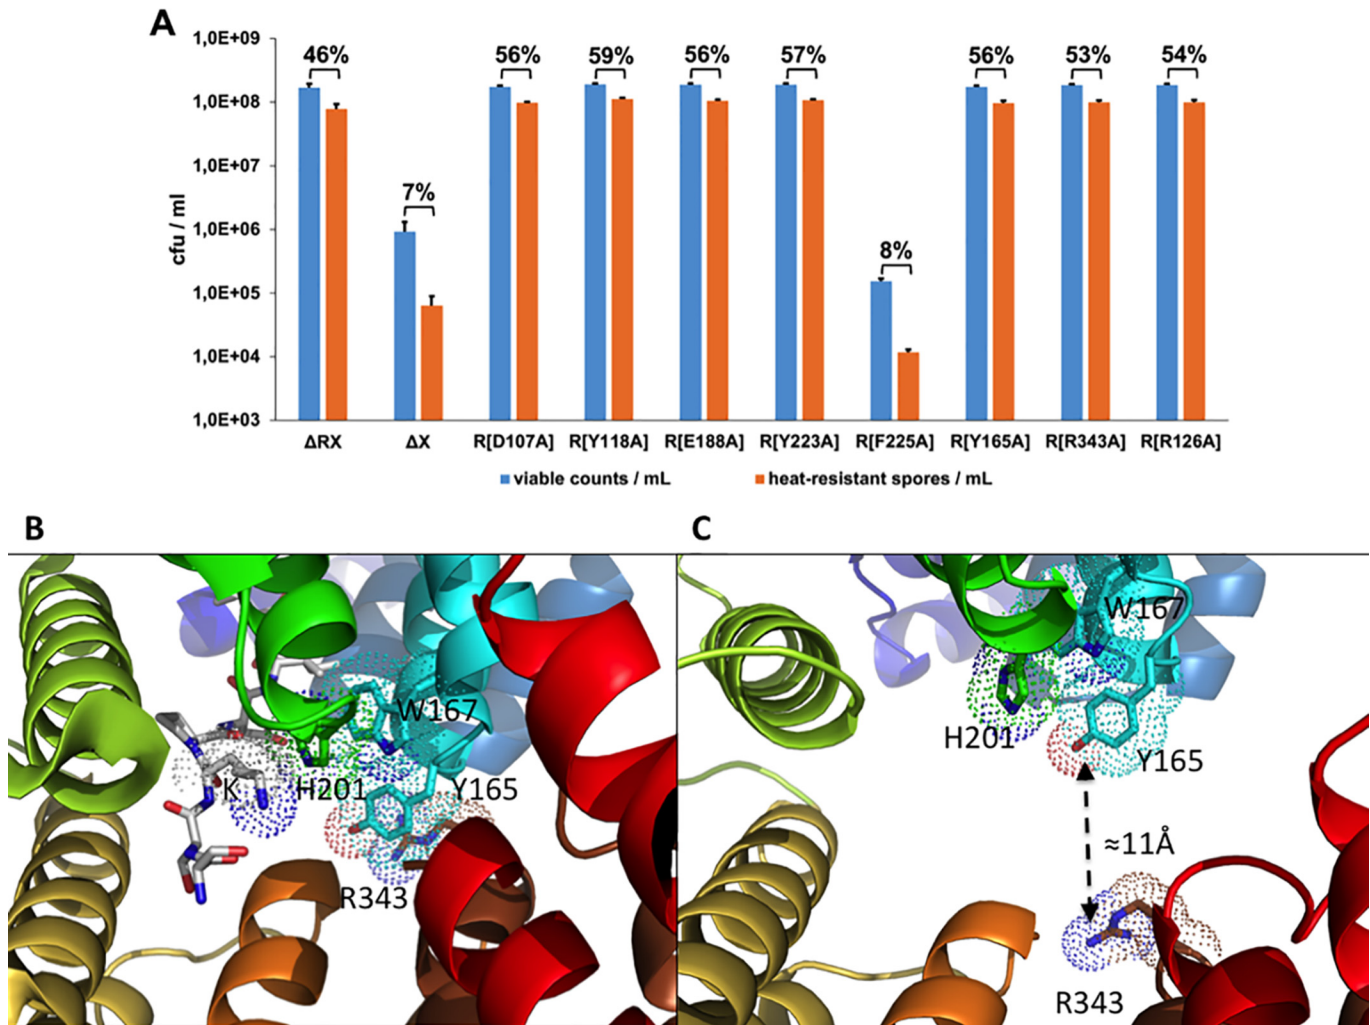 A
1,0E+09
1,0E+08
1,0E+07
1,0E+06
1,0E+05
1,0E+04
1,0E+03
cfu / ml
46%
7%
56%
59%
56%
57%
8%
56%
53%
54%
ΔRX
ΔX
R[D107A]
R[Y118A]
R[E188A]
R[Y223A]
R[F225A]
R[Y165A]
R[R343A]
R[R126A]
viable counts / mL
heat-resistant spores / mL
B
W167
K
H201
Y165
R343
C
W167
H201
Y165
≈11Å
R343